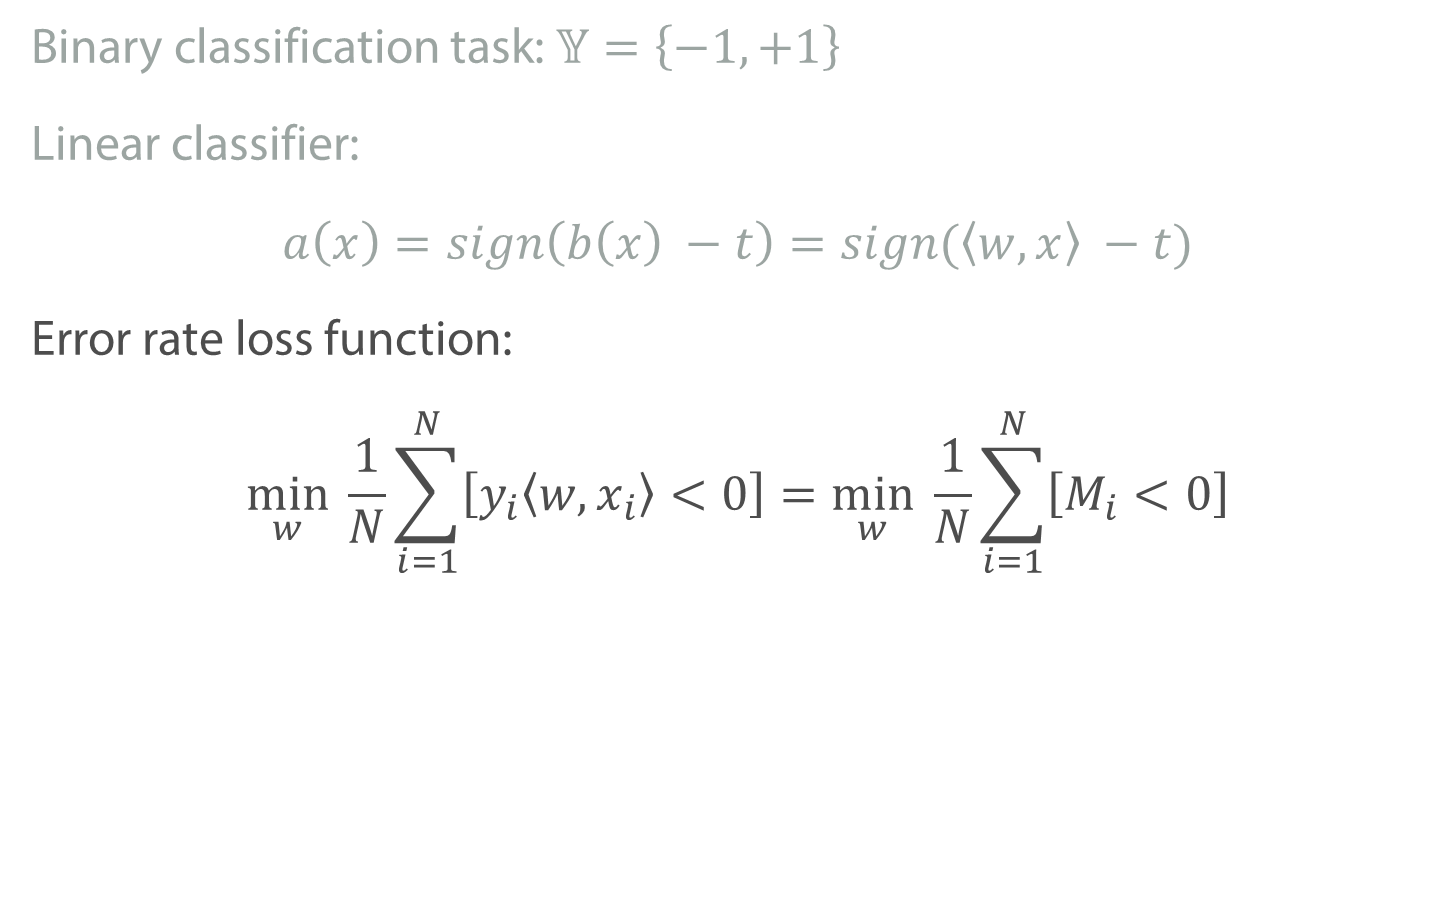 Binary classification task: 𝕐 = {−1, +1}
Linear classifier:
a(x) = sign(b(x) − t) = sign(⟨w, x⟩ − t)
Error rate loss function:
min_w 1/N ∑_{i=1}^{N} [y_i⟨w, x_i⟩ < 0] = min_w 1/N ∑_{i=1}^{N} [M_i < 0]